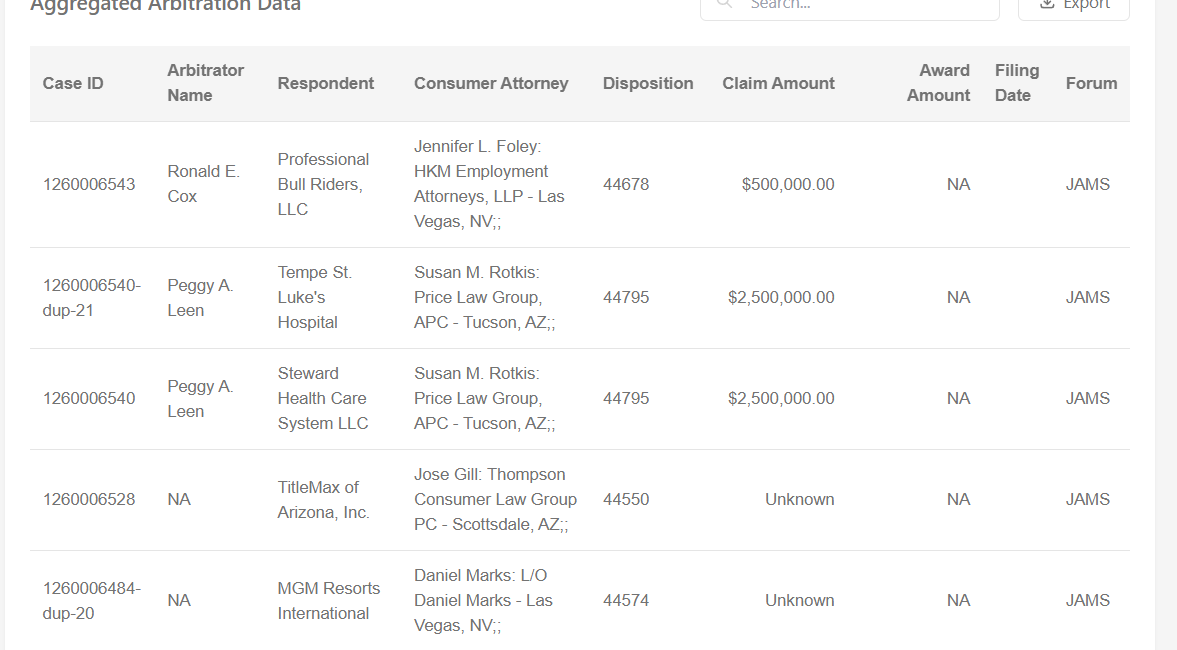 Aggregated Arbitration Data
Search...
Export
Case ID
Arbitrator
Name
Respondent
Consumer Attorney
Disposition
Claim Amount
Award
Amount
Filing
Date
Forum
1260006543
Ronald E.
Cox
Professional
Bull Riders,
LLC
Jennifer L. Foley:
HKM Employment
Attorneys, LLP - Las
Vegas, NV;;
44678
$500,000.00
NA
JAMS
1260006540-
dup-21
Peggy A.
Leen
Tempe St.
Luke's
Hospital
Susan M. Rotkis:
Price Law Group,
APC - Tucson, AZ;;
44795
$2,500,000.00
NA
JAMS
1260006540
Peggy A.
Leen
Steward
Health Care
System LLC
Susan M. Rotkis:
Price Law Group,
APC - Tucson, AZ;;
44795
$2,500,000.00
NA
JAMS
1260006528
NA
TitleMax of
Arizona, Inc.
Jose Gill: Thompson
Consumer Law Group
PC - Scottsdale, AZ;;
44550
Unknown
NA
JAMS
1260006484-
dup-20
NA
MGM Resorts
International
Daniel Marks: L/O
Daniel Marks - Las
Vegas, NV;;
44574
Unknown
NA
JAMS